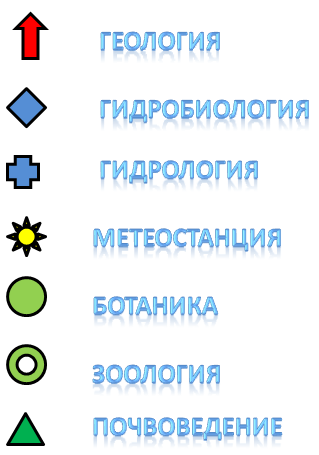 ГЕОЛОГИЯ
ГИДРОБИОЛОГИЯ
ГИДРОЛОГИЯ
МЕТЕОСТАНЦИЯ
БОТАНИКА
ЗООЛОГИЯ
ПОЧВОВЕДЕНИЕ